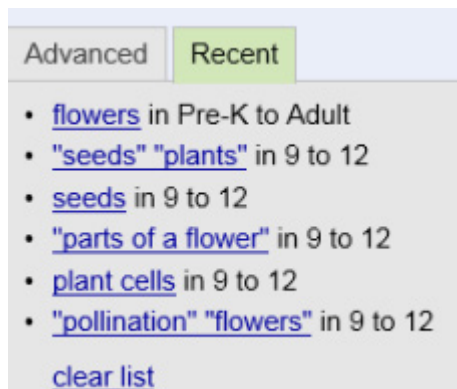 Advanced Recent
• flowers in Pre-K to Adult
• "seeds" "plants" in 9 to 12
• seeds in 9 to 12
• "parts of a flower" in 9 to 12
• plant cells in 9 to 12
• "pollination" "flowers" in 9 to 12
clear list